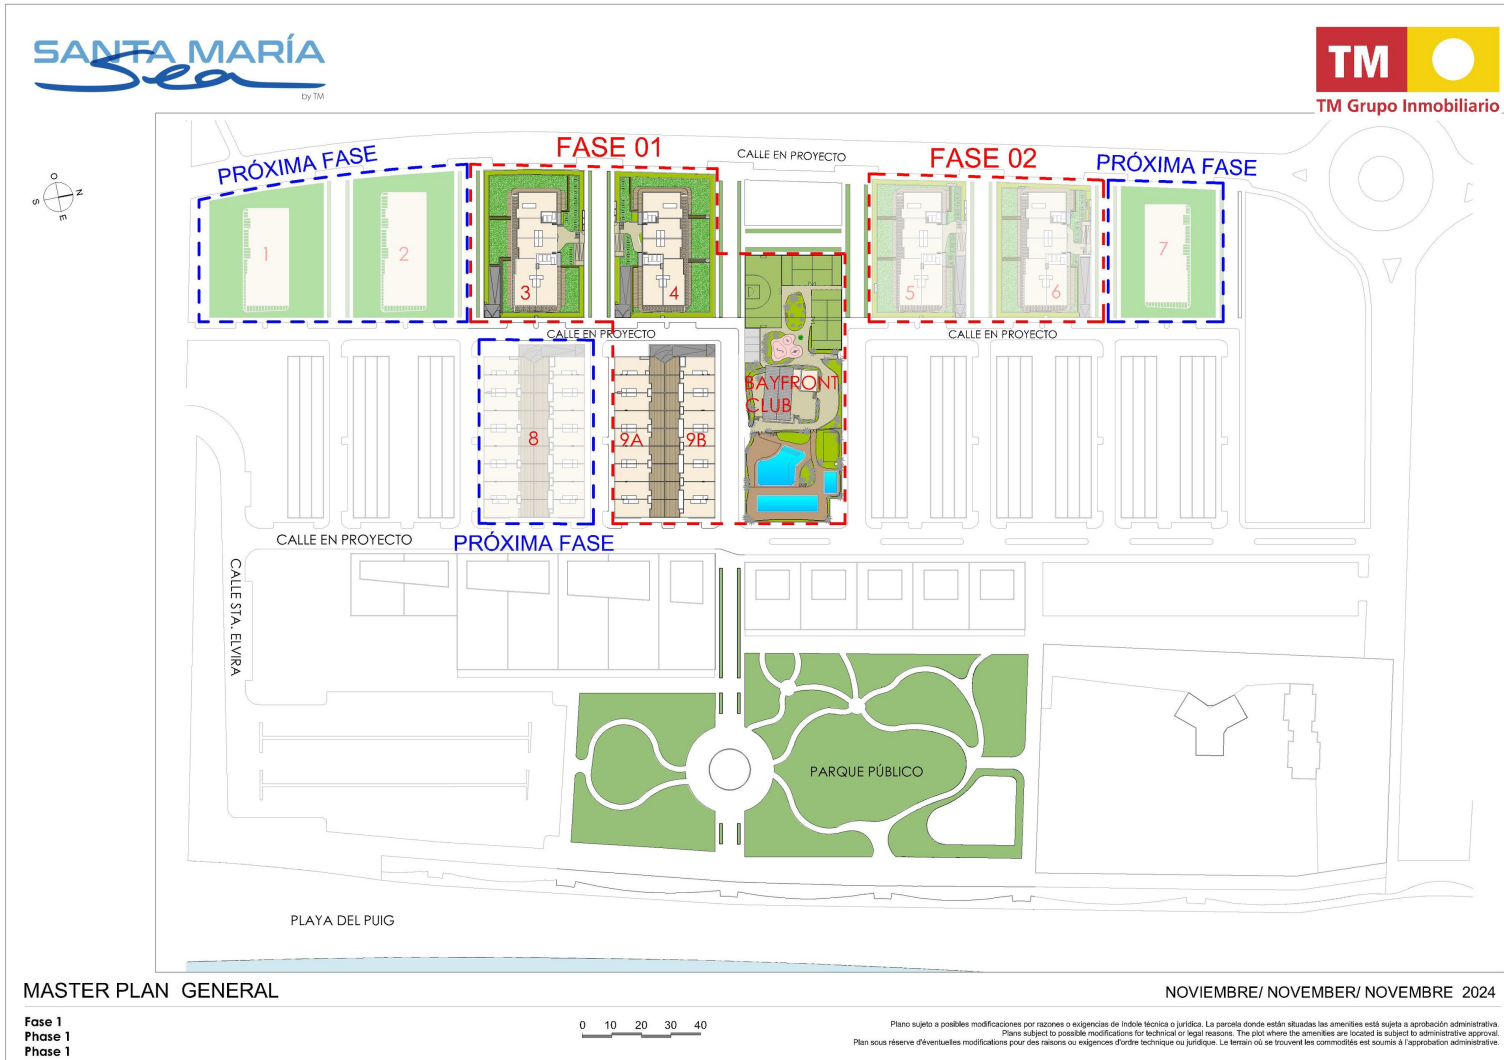 SANTA MARÍA
Sea
by TM
TM
TM Grupo Inmobiliario
O
N
S
E
PRÓXIMA FASE
FASE 01
CALLE EN PROYECTO
FASE 02
PRÓXIMA FASE
1
2
3
4
5
6
7
CALLE EN PROYECTO
CALLE EN PROYECTO
BAYFRONT
CLUB
8
9A
9B
CALLE EN PROYECTO
PRÓXIMA FASE
CALLE STA. ELVIRA
PARQUE PÚBLICO
PLAYA DEL PUIG
MASTER PLAN GENERAL
NOVIEMBRE/ NOVEMBER/ NOVEMBRE 2024
Fase 1
Phase 1
Phase 1
0 10 20 30 40
Plano sujeto a posibles modificaciones por razones o exigencias de índole técnica o jurídica. La parcela donde están situadas las amenities está sujeta a aprobación administrativa.
Plans subject to possible modifications for technical or legal reasons. The plot where the amenities are located is subject to administrative approval.
Plan sous réserve d'éventuelles modifications pour des raisons ou exigences d'ordre technique ou juridique. Le terrain où se trouvent les commodités est soumis à l'approbation administrative.